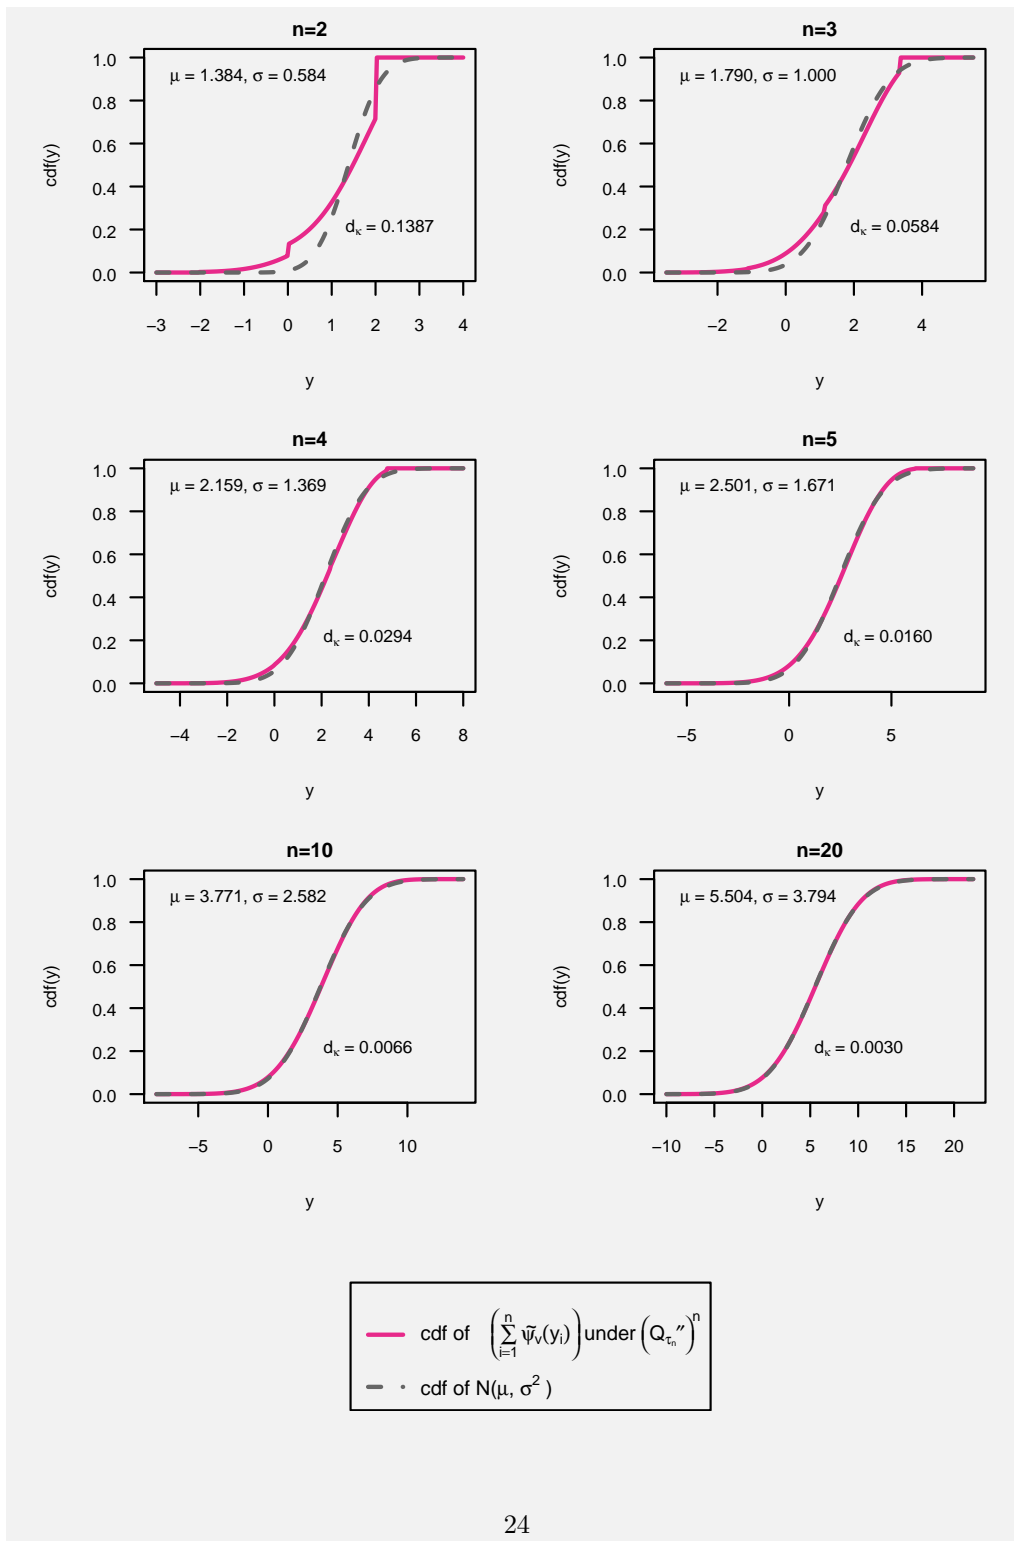 n=2
μ = 1.384, σ = 0.584
cdf(y)
1.0
0.8
0.6
0.4
0.2
0.0
dκ = 0.1387
−3 −2 −1 0 1 2 3 4
y
n=3
μ = 1.790, σ = 1.000
cdf(y)
1.0
0.8
0.6
0.4
0.2
0.0
dκ = 0.0584
−2 0 2 4
y
n=4
μ = 2.159, σ = 1.369
cdf(y)
1.0
0.8
0.6
0.4
0.2
0.0
dκ = 0.0294
−4 −2 0 2 4 6 8
y
n=5
μ = 2.501, σ = 1.671
cdf(y)
1.0
0.8
0.6
0.4
0.2
0.0
dκ = 0.0160
−5 0 5
y
n=10
μ = 3.771, σ = 2.582
cdf(y)
1.0
0.8
0.6
0.4
0.2
0.0
dκ = 0.0066
−5 0 5 10
y
n=20
μ = 5.504, σ = 3.794
cdf(y)
1.0
0.8
0.6
0.4
0.2
0.0
dκ = 0.0030
−10 −5 0 5 10 15 20
y
cdf of (∑ⁿᵢ₌₁ ψ̃ᵥ(yᵢ)) under (Q_τₙ″)ⁿ
cdf of N(μ, σ²)
24